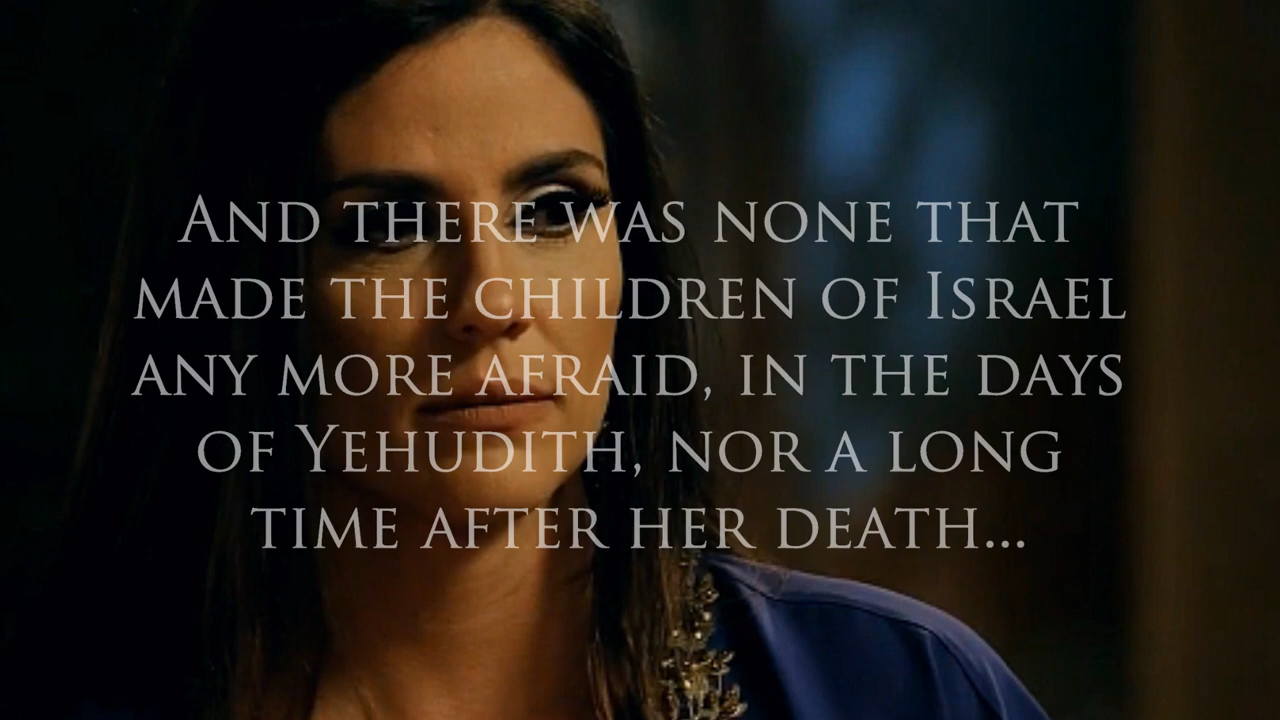 And there was none that
made the children of Israel
any more afraid, in the days
of Yehudith, nor a long
time after her death...